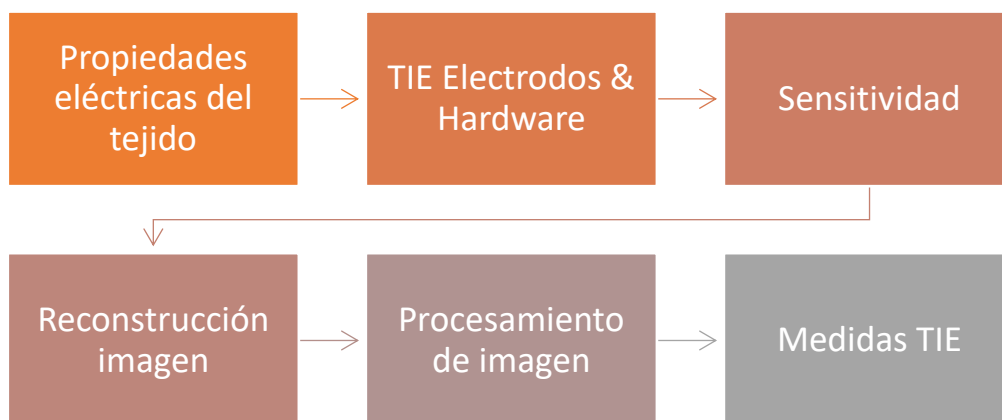 Propiedades
eléctricas del
tejido
TIE Electrodos &
Hardware
Sensitividad
Reconstrucción
imagen
Procesamiento
de imagen
Medidas TIE